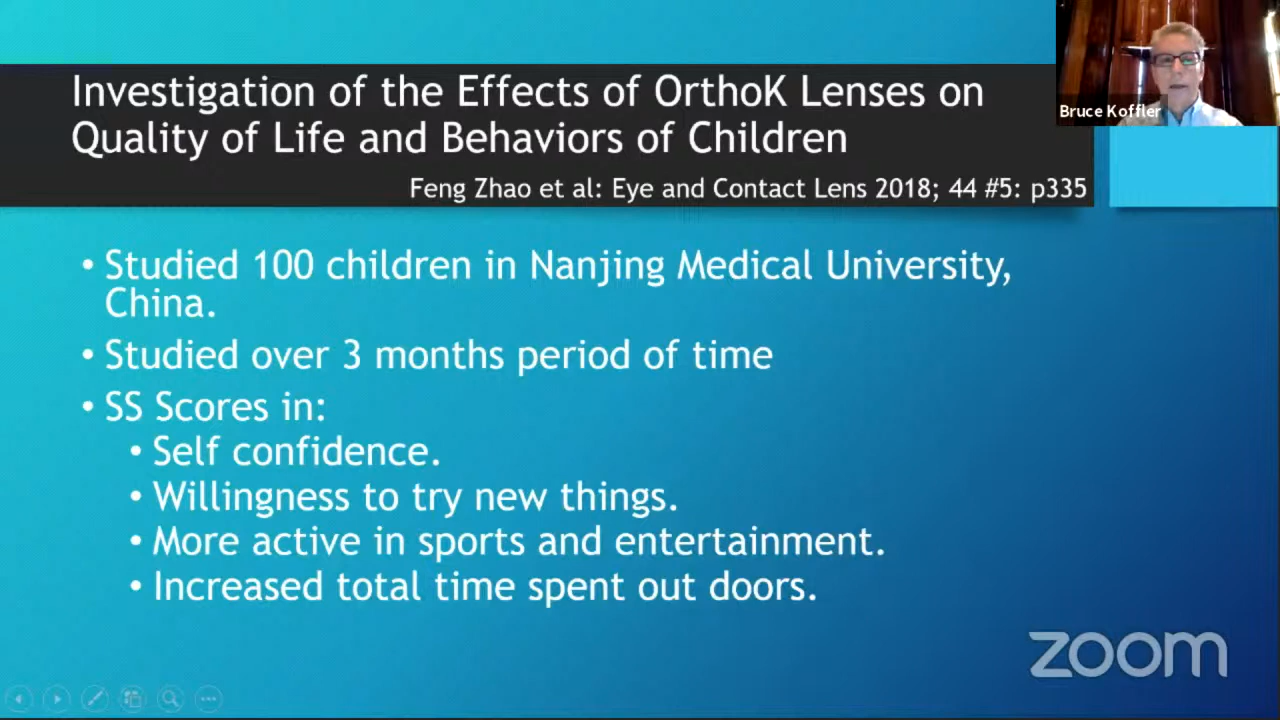 Investigation of the Effects of OrthoK Lenses on
Quality of Life and Behaviors of Children
Feng Zhao et al: Eye and Contact Lens 2018; 44 #5: p335
Bruce Koffler
• Studied 100 children in Nanjing Medical University,
China.
• Studied over 3 months period of time
• SS Scores in:
• Self confidence.
• Willingness to try new things.
• More active in sports and entertainment.
• Increased total time spent out doors.
zoom